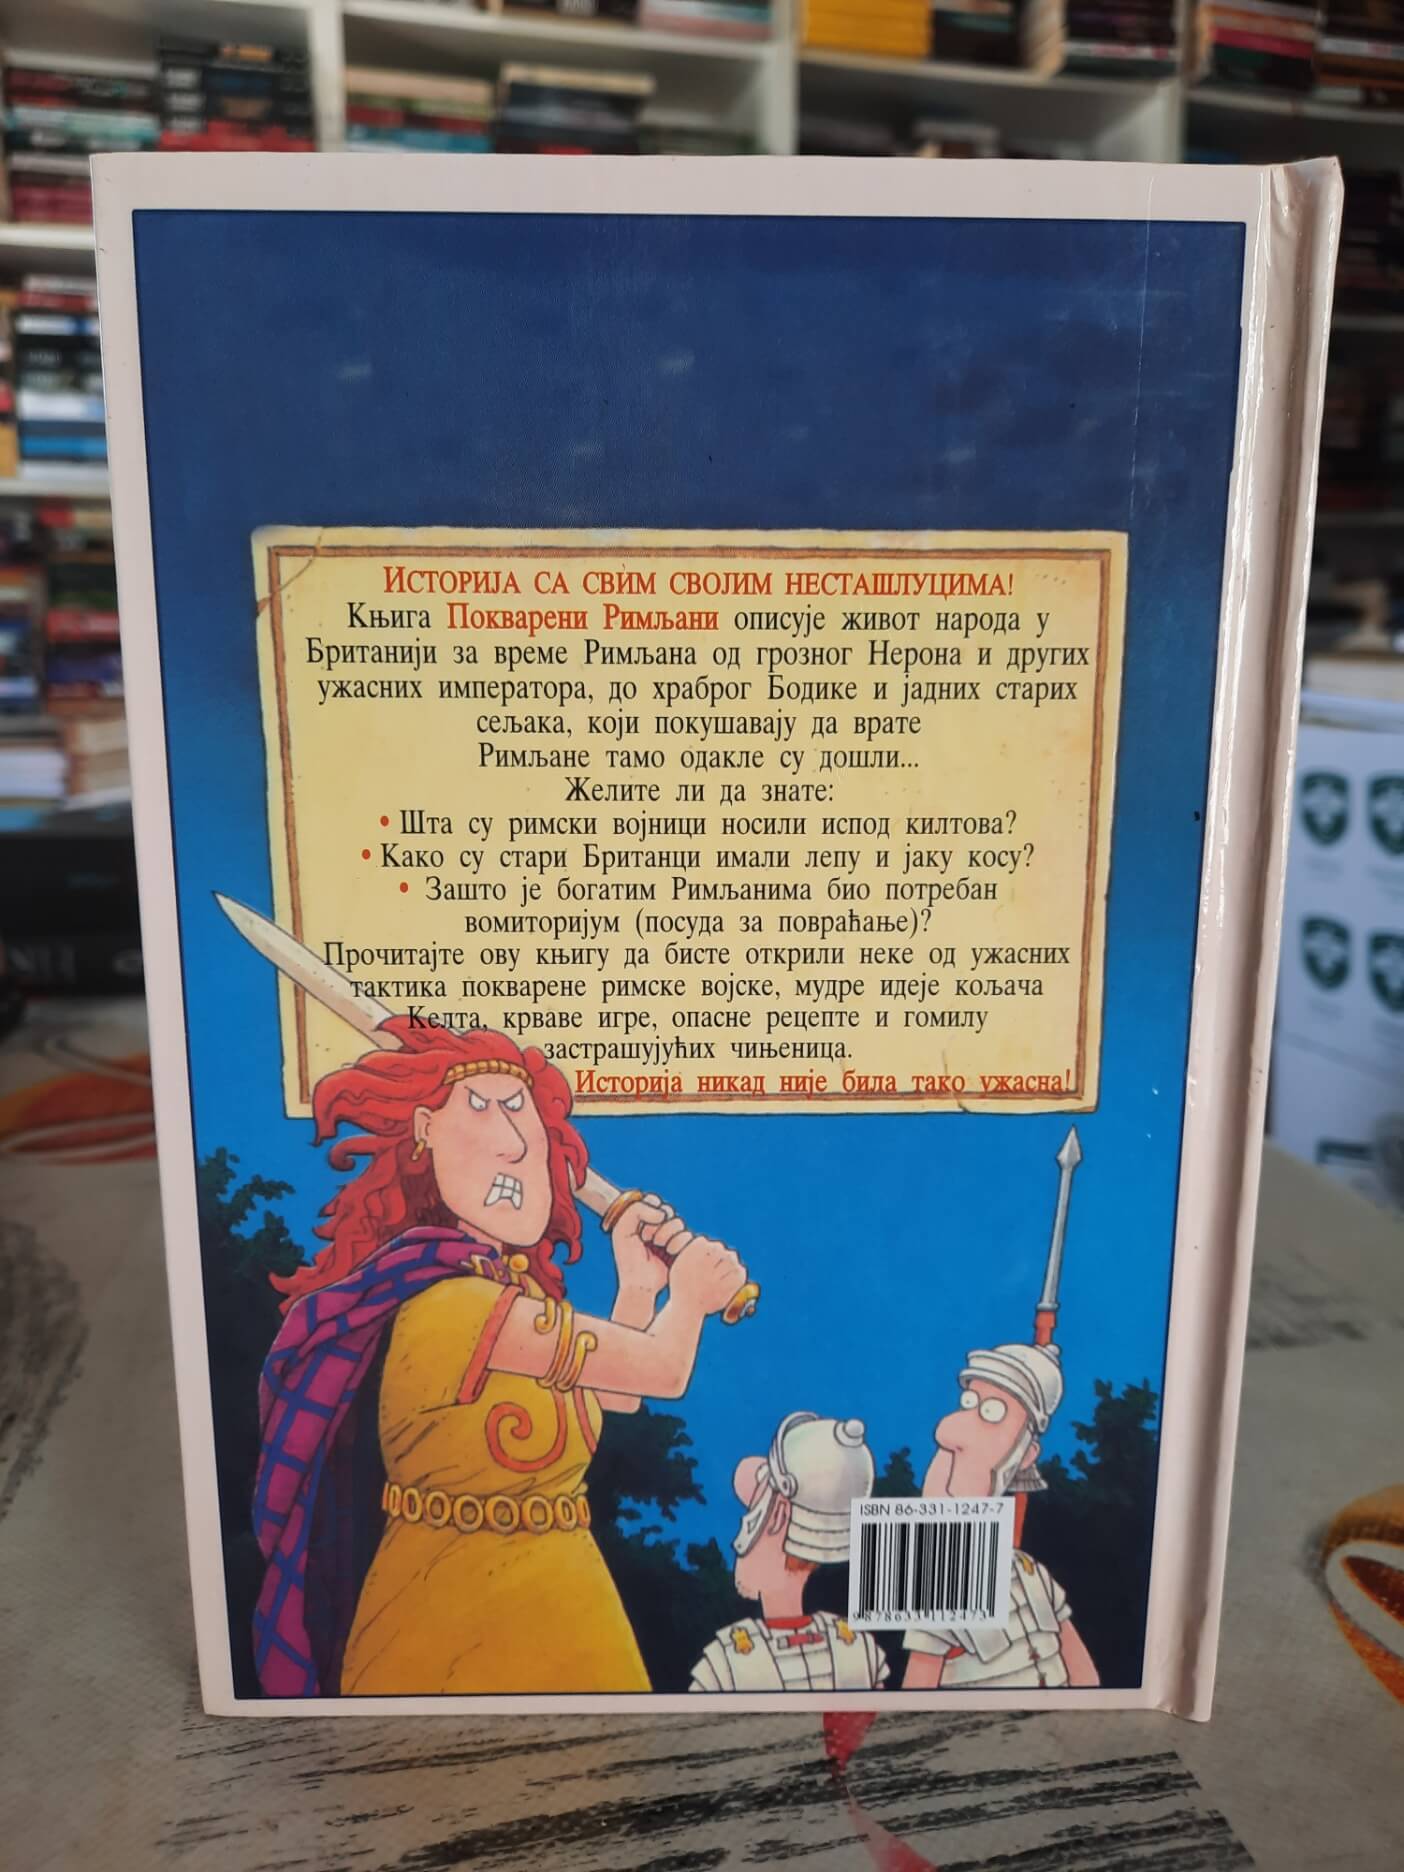 ИСТОРИЈА СА СВИМ СВОЈИМ НЕСТАШЛУЦИМА!
Књига Покварени Римљани описује живот народа у
Британији за време Римљана од грозног Нерона и других
ужасних императора, до храброг Бодике и јадних старих
сељака, који покушавају да врате
Римљане тамо одакле су дошли...
Желите ли да знате:
• Шта су римски војници носили испод килтова?
• Како су стари Британци имали лепу и јаку косу?
• Зашто је богатим Римљанима био потребан
вомиторијум (посуда за повраћање)?
Прочитајте ову књигу да бисте открили неке од ужасних
тактика покварене римске војске, мудре идеје кољача
Келта, крваве игре, опасне рецепте и гомилу
застрашујућих чињеница.
Историја никад није била тако ужасна!
ISBN 86-331-1247-7
9788633112473